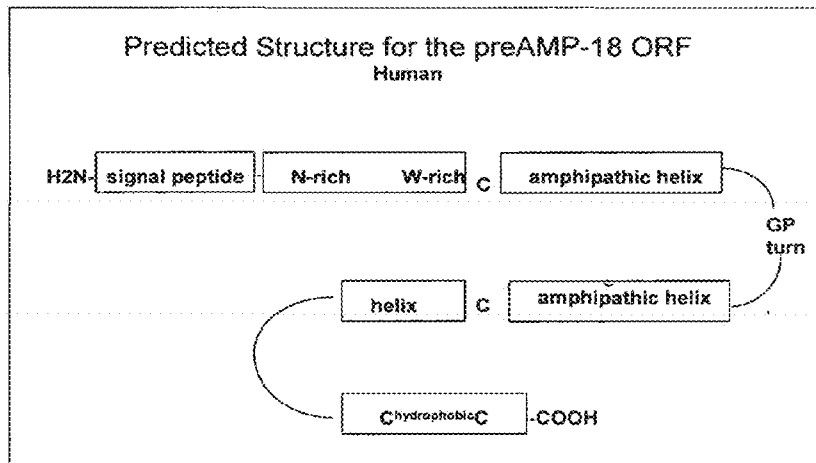 Predicted Structure for the preAMP-18 ORF
Human
H2N- signal peptide N-rich W-rich C amphipathic helix
GP
turn
helix C amphipathic helix
ChydrophobicC -COOH